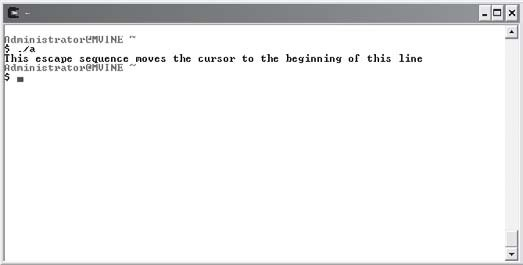 ~
Administrator@MVINE ~
$ ./a
This escape sequence moves the cursor to the beginning of this line
Administrator@MVINE ~
$